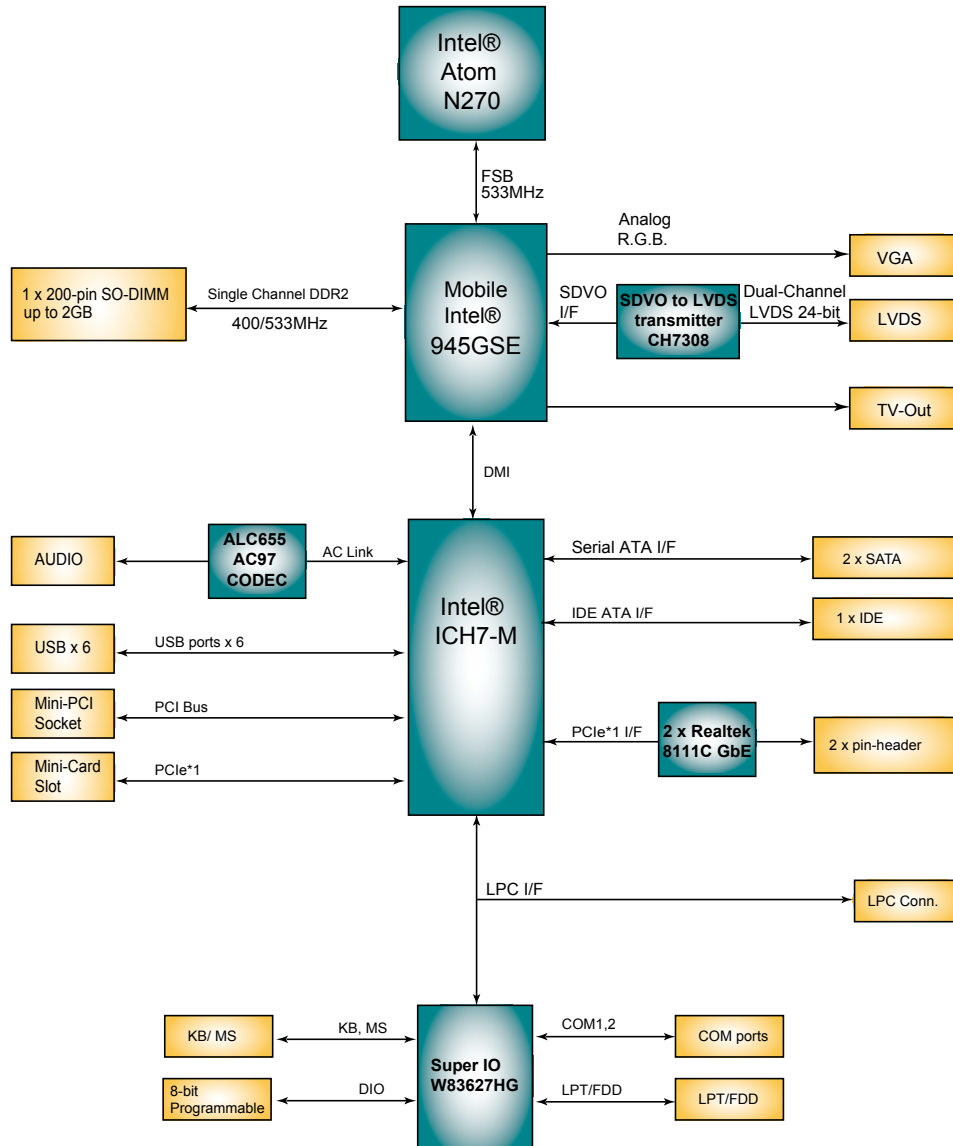 Intel®
Atom
N270
FSB
533MHz
Analog
R.G.B.
VGA
1 x 200-pin SO-DIMM
up to 2GB
Single Channel DDR2
400/533MHz
Mobile
Intel®
945GSE
SDVO
I/F
SDVO to LVDS
transmitter
CH7308
Dual-Channel
LVDS 24-bit
LVDS
TV-Out
DMI
AUDIO
ALC655
AC97
CODEC
AC Link
Serial ATA I/F
2 x SATA
Intel®
ICH7-M
IDE ATA I/F
1 x IDE
USB x 6
USB ports x 6
Mini-PCI
Socket
PCI Bus
PCIe*1 I/F
2 x Realtek
8111C GbE
2 x pin-header
Mini-Card
Slot
PCIe*1
LPC I/F
LPC Conn.
KB/ MS
KB, MS
Super IO
W83627HG
COM1,2
COM ports
8-bit
Programmable
DIO
LPT/FDD
LPT/FDD